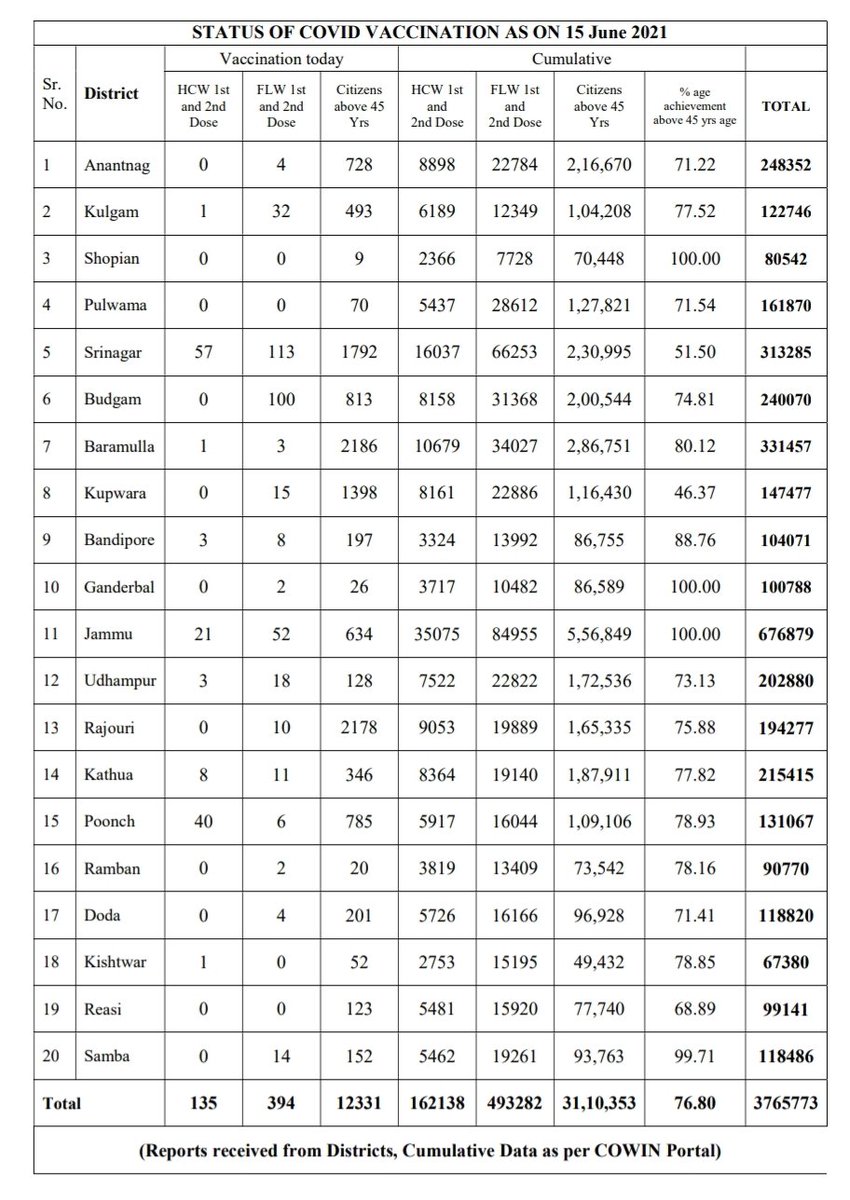 STATUS OF COVID VACCINATION AS ON 15 June 2021
Vaccination today Cumulative
Sr. No. District HCW 1st and 2nd Dose FLW 1st and 2nd Dose Citizens above 45 Yrs HCW 1st and 2nd Dose FLW 1st and 2nd Dose Citizens above 45 Yrs % age achievement above 45 yrs age TOTAL
1 Anantnag 0 4 728 8898 22784 2,16,670 71.22 248352
2 Kulgam 1 32 493 6189 12349 1,04,208 77.52 122746
3 Shopian 0 0 9 2366 7728 70,448 100.00 80542
4 Pulwama 0 0 70 5437 28612 1,27,821 71.54 161870
5 Srinagar 57 113 1792 16037 66253 2,30,995 51.50 313285
6 Budgam 0 100 813 8158 31368 2,00,544 74.81 240070
7 Baramulla 1 3 2186 10679 34027 2,86,751 80.12 331457
8 Kupwara 0 15 1398 8161 22886 1,16,430 46.37 147477
9 Bandipore 3 8 197 3324 13992 86,755 88.76 104071
10 Ganderbal 0 2 26 3717 10482 86,589 100.00 100788
11 Jammu 21 52 634 35075 84955 5,56,849 100.00 676879
12 Udhampur 3 18 128 7522 22822 1,72,536 73.13 202880
13 Rajouri 0 10 2178 9053 19889 1,65,335 75.88 194277
14 Kathua 8 11 346 8364 19140 1,87,911 77.82 215415
15 Poonch 40 6 785 5917 16044 1,09,106 78.93 131067
16 Ramban 0 2 20 3819 13409 73,542 78.16 90770
17 Doda 0 4 201 5726 16166 96,928 71.41 118820
18 Kishtwar 1 0 52 2753 15195 49,432 78.85 67380
19 Reasi 0 0 123 5481 15920 77,740 68.89 99141
20 Samba 0 14 152 5462 19261 93,763 99.71 118486
Total 135 394 12331 162138 493282 31,10,353 76.80 3765773
(Reports received from Districts, Cumulative Data as per COWIN Portal)